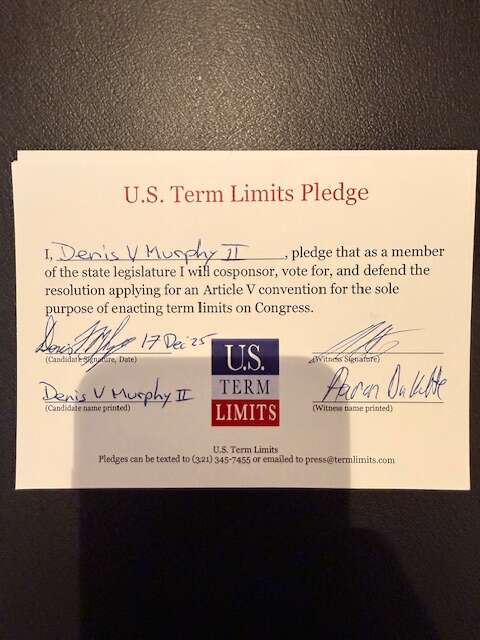 U.S. Term Limits Pledge
I, Denis V Murphy II, pledge that as a member
of the state legislature I will cosponsor, vote for, and defend the
resolution applying for an Article V convention for the sole
purpose of enacting term limits on Congress.
17 Dec 25
(Candidate Signature, Date)
(Witness Signature)
U.S.
TERM
LIMITS
Denis V Murphy II
(Candidate name printed)
Aaron
(Witness name printed)
U.S. Term Limits
Pledges can be texted to (321) 345-7455 or emailed to press@termlimits.com